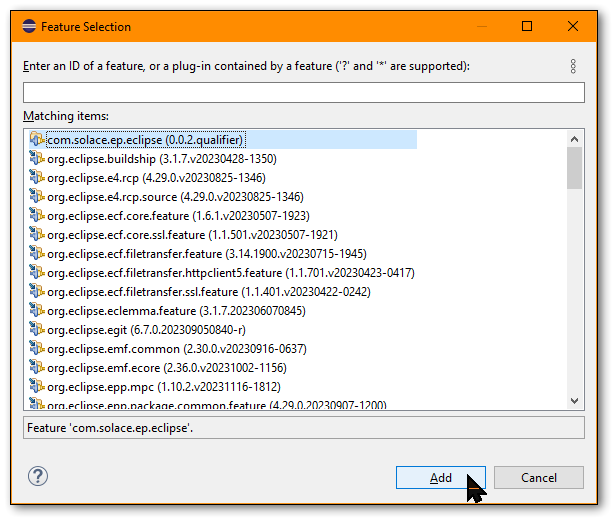 Feature Selection
Enter an ID of a feature, or a plug-in contained by a feature ('?' and '*' are supported):
Matching items:
com.solace.ep.eclipse (0.0.2.qualifier)
org.eclipse.buildship (3.1.7.v20230428-1350)
org.eclipse.e4.rcp (4.29.0.v20230825-1346)
org.eclipse.e4.rcp.source (4.29.0.v20230825-1346)
org.eclipse.ecf.core.feature (1.6.1.v20230507-1923)
org.eclipse.ecf.core.ssl.feature (1.1.501.v20230507-1921)
org.eclipse.ecf.filetransfer.feature (3.14.1900.v20230715-1945)
org.eclipse.ecf.filetransfer.httpclient5.feature (1.1.701.v20230423-0417)
org.eclipse.ecf.filetransfer.ssl.feature (1.1.401.v20230422-0242)
org.eclipse.eclemma.feature (3.1.7.202306070845)
org.eclipse.egit (6.7.0.202309050840-r)
org.eclipse.emf.common (2.30.0.v20230916-0637)
org.eclipse.emf.ecore (2.36.0.v20231002-1156)
org.eclipse.epp.mpc (1.10.2.v20231116-1812)
org.eclipse.epp.package.common.feature (4.29.0.20230907-1200)
Feature 'com.solace.ep.eclipse'.
?
Add
Cancel